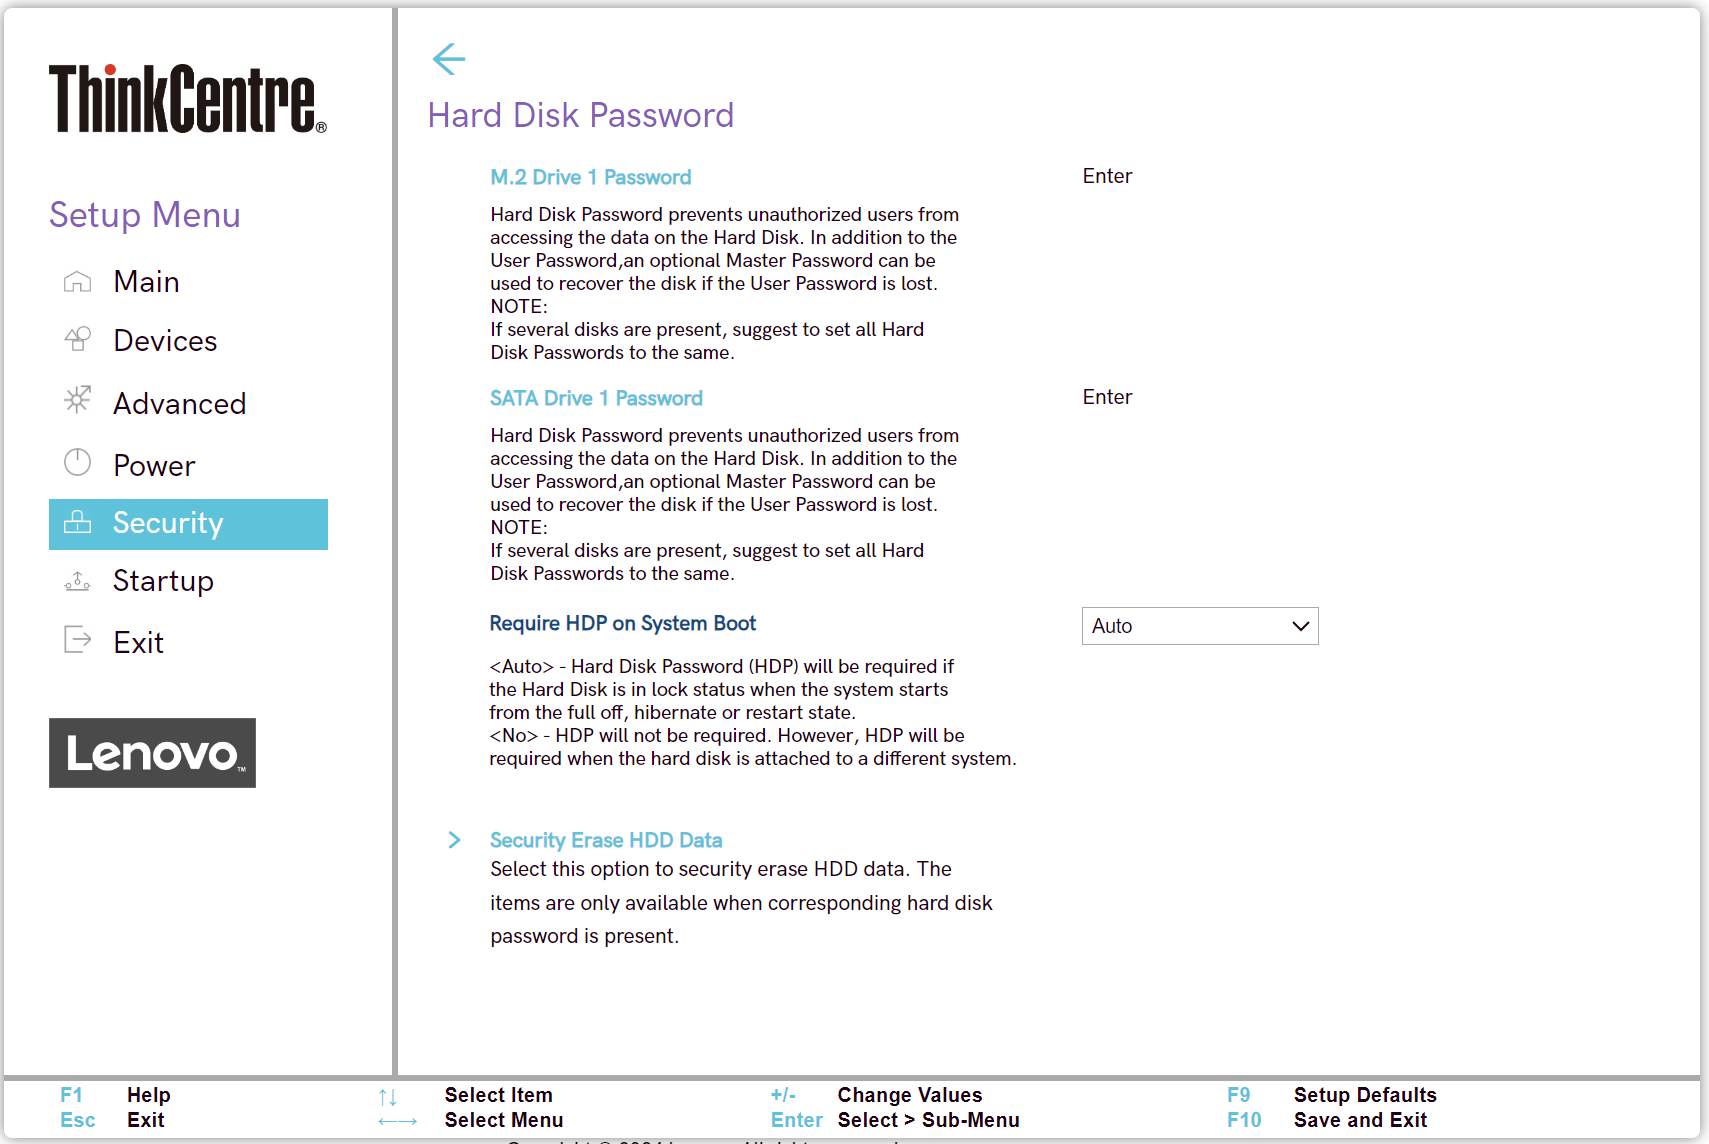 ThinkCentre®
Setup Menu
Main
Devices
Advanced
Power
Security
Startup
Exit
Lenovo™
Hard Disk Password
M.2 Drive 1 Password Enter
Hard Disk Password prevents unauthorized users from
accessing the data on the Hard Disk. In addition to the
User Password,an optional Master Password can be
used to recover the disk if the User Password is lost.
NOTE:
If several disks are present, suggest to set all Hard
Disk Passwords to the same.
SATA Drive 1 Password Enter
Hard Disk Password prevents unauthorized users from
accessing the data on the Hard Disk. In addition to the
User Password,an optional Master Password can be
used to recover the disk if the User Password is lost.
NOTE:
If several disks are present, suggest to set all Hard
Disk Passwords to the same.
Require HDP on System Boot Auto
<Auto> - Hard Disk Password (HDP) will be required if
the Hard Disk is in lock status when the system starts
from the full off, hibernate or restart state.
<No> - HDP will not be required. However, HDP will be
required when the hard disk is attached to a different system.
Security Erase HDD Data
Select this option to security erase HDD data. The
items are only available when corresponding hard disk
password is present.
F1 Help ↑↓ Select Item +/- Change Values F9 Setup Defaults
Esc Exit ←→ Select Menu Enter Select > Sub-Menu F10 Save and Exit